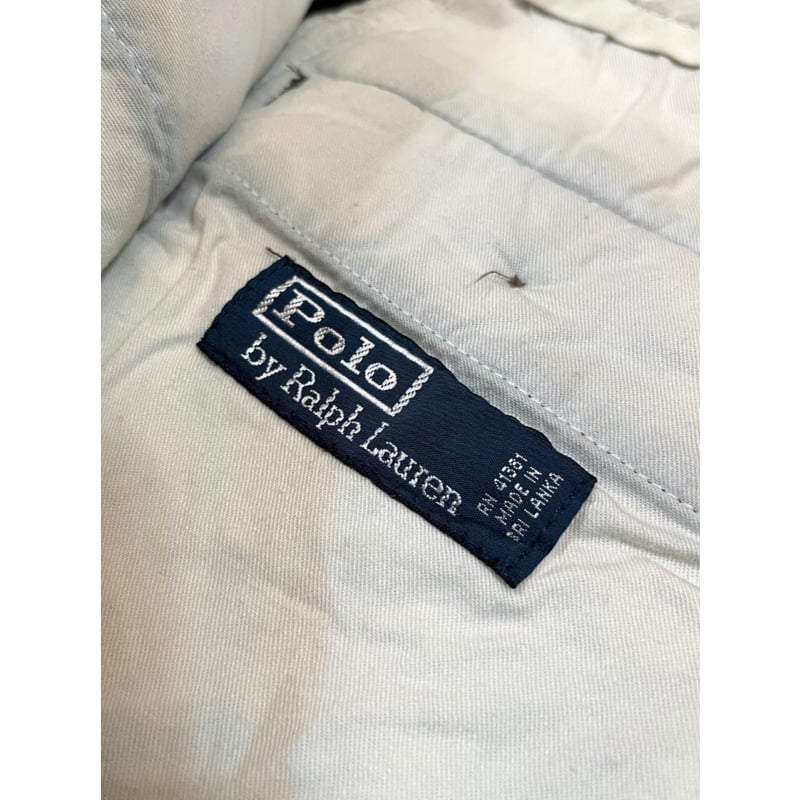 Polo
by Ralph Lauren
RN 41381
MADE IN
SRI LANKA